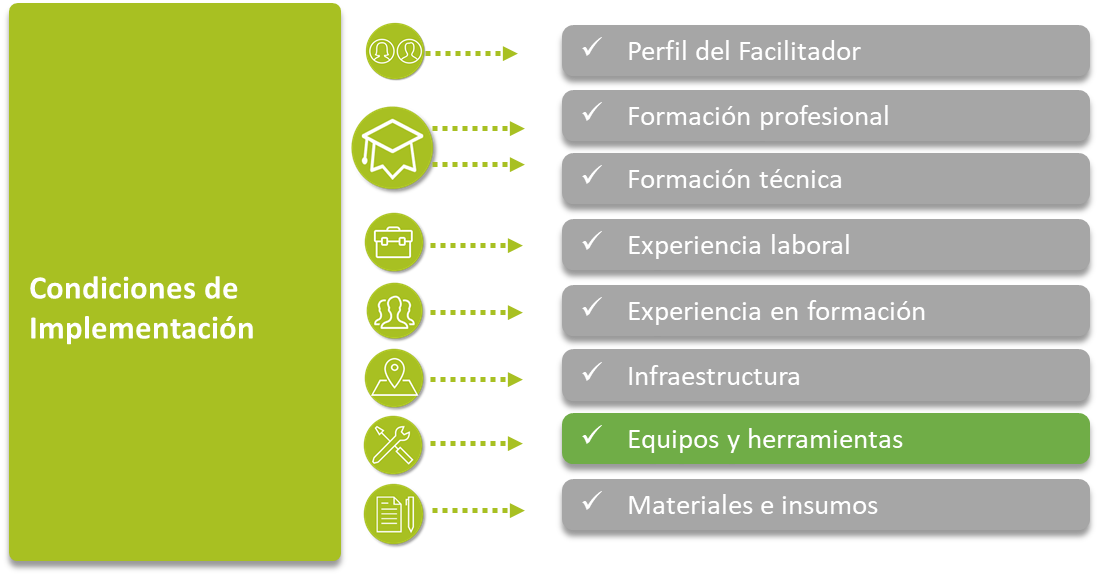 Condiciones de
Implementación
✓ Perfil del Facilitador
✓ Formación profesional
✓ Formación técnica
✓ Experiencia laboral
✓ Experiencia en formación
✓ Infraestructura
✓ Equipos y herramientas
✓ Materiales e insumos